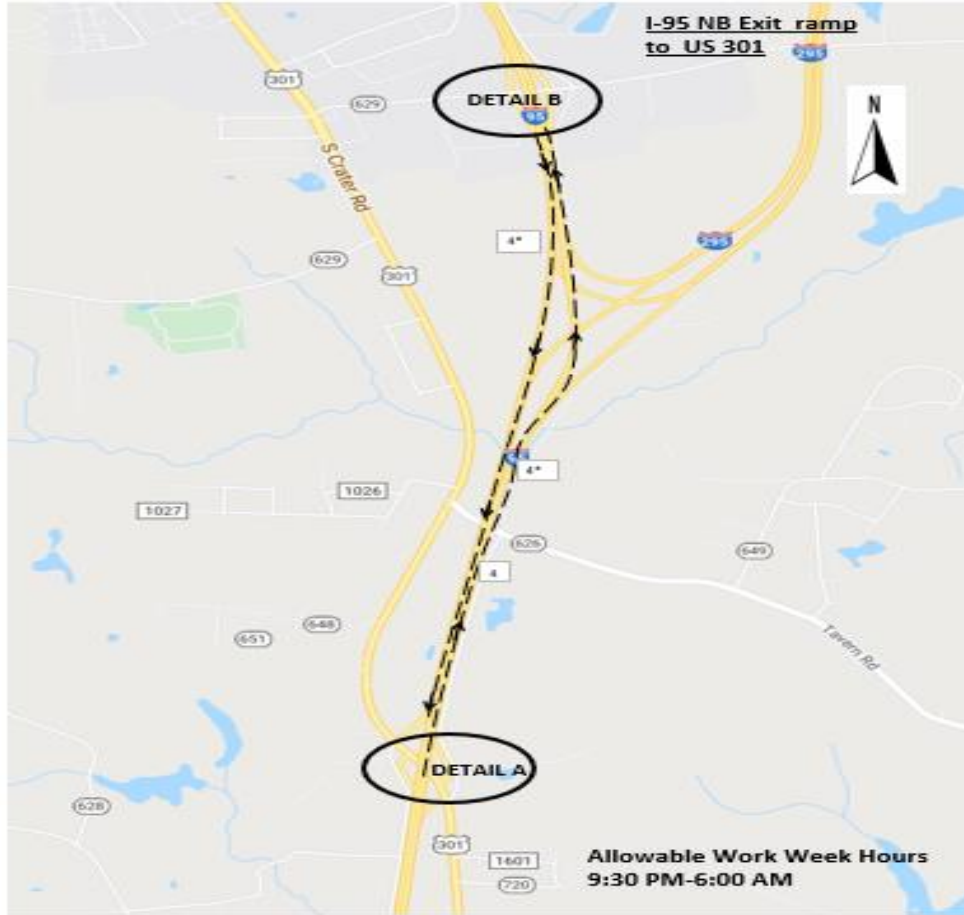 I-95 NB Exit ramp
to US 301
295
301
DETAIL B
629
95
N
S Crater Rd
4*
295
629
301
95
4*
1026
1027
626
649
4
648
651
Tavern Rd
DETAIL A
628
301
1601
720
Allowable Work Week Hours
9:30 PM-6:00 AM